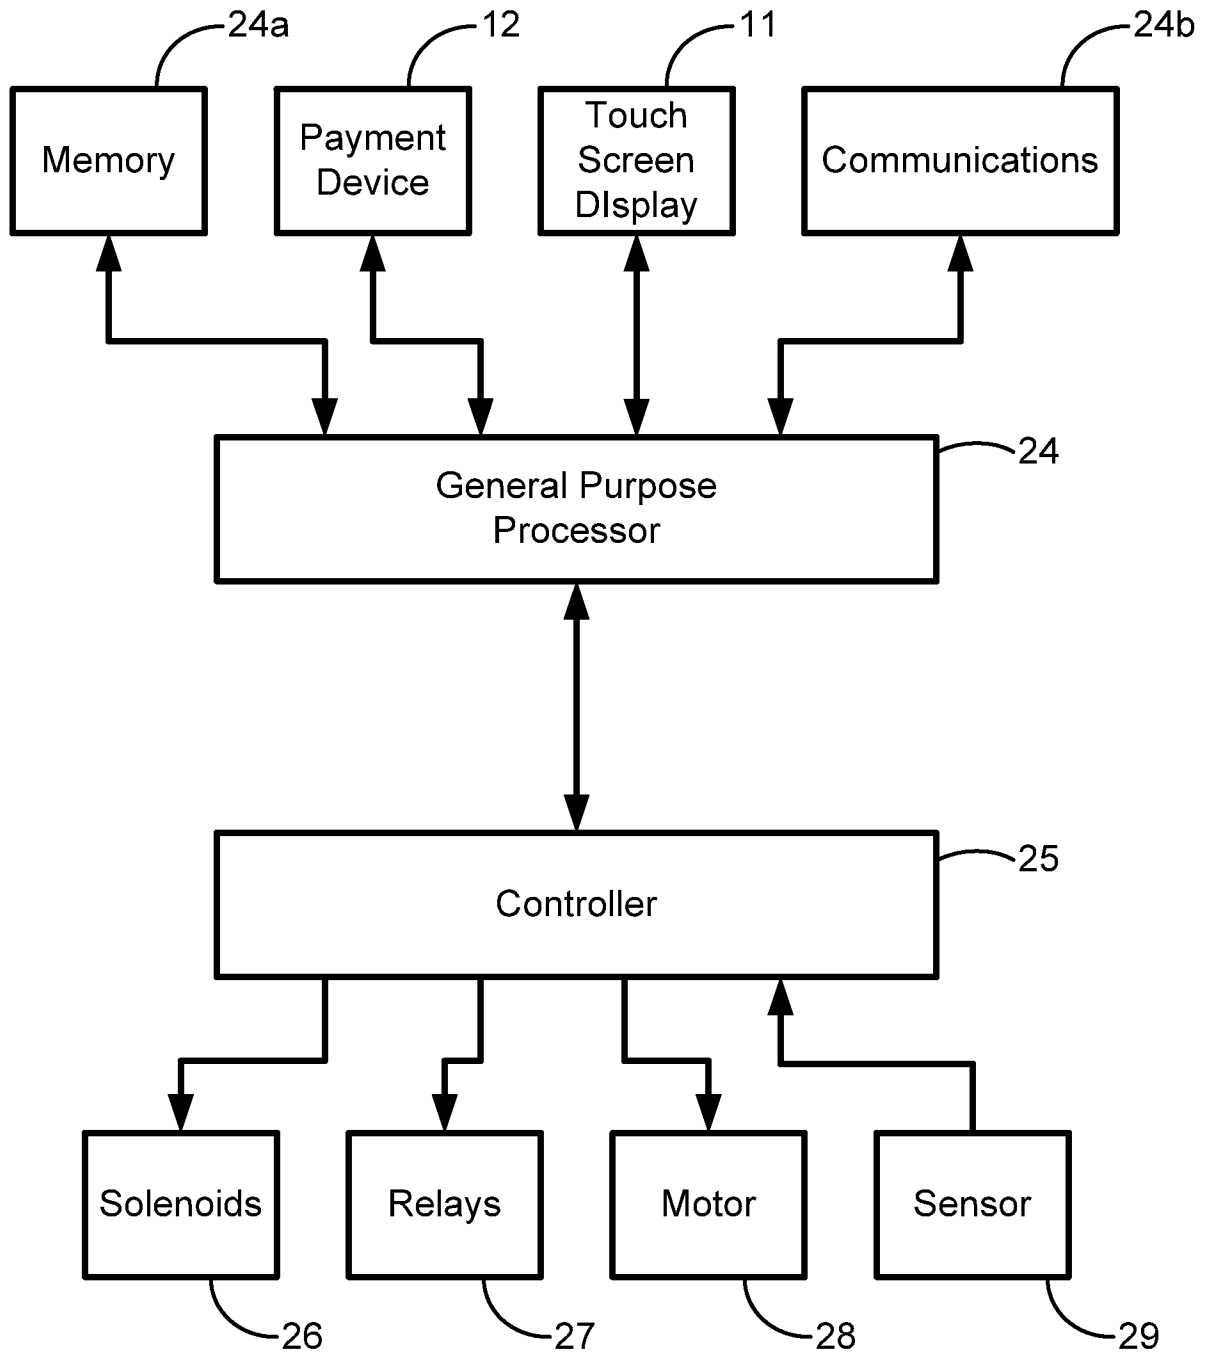 24a
12
11
24b
Memory
Payment
Device
Touch
Screen
DIsplay
Communications
24
General Purpose
Processor
25
Controller
Solenoids
Relays
Motor
Sensor
26
27
28
29